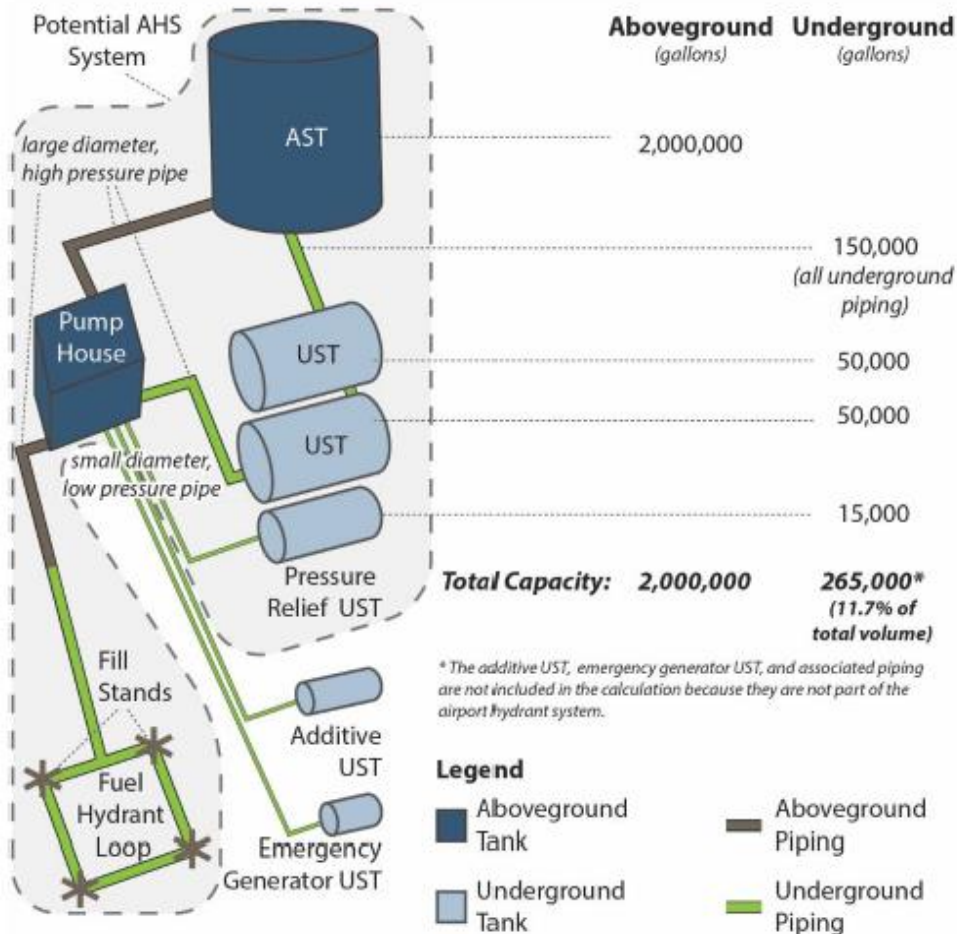 Potential AHS
System
Aboveground
(gallons)
Underground
(gallons)
large diameter,
high pressure pipe
AST
2,000,000
150,000
(all underground
piping)
Pump
House
UST
50,000
UST
50,000
small diameter,
low pressure pipe
15,000
Pressure
Relief UST
Total Capacity: 2,000,000 265,000*
(11.7% of
total volume)
* The additive UST, emergency generator UST, and associated piping
are not included in the calculation because they are not part of the
airport hydrant system.
Fill
Stands
Additive
UST
Fuel
Hydrant
Loop
Emergency
Generator UST
Legend
Aboveground
Tank
Aboveground
Piping
Underground
Tank
Underground
Piping